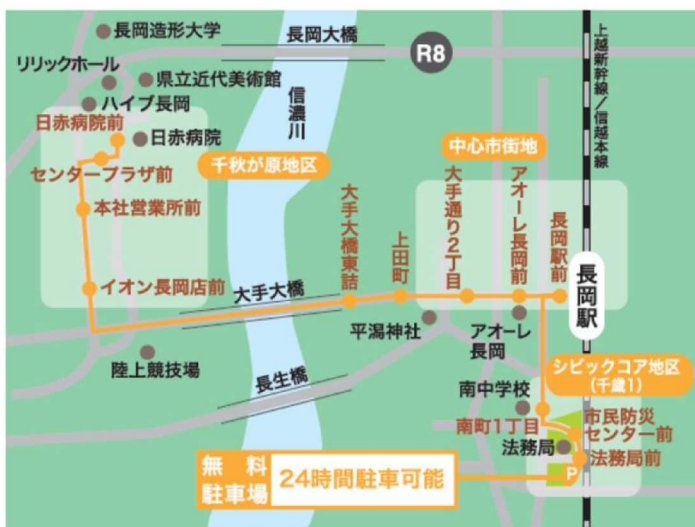 長岡造形大学
長岡大橋
R8
上越新幹線/信越本線
リリックホール
県立近代美術館
ハイブ長岡
信濃川
日赤病院前
日赤病院
千秋が原地区
中心市街地
センタープラザ前
本社営業所前
イオン長岡店前
大手大橋
大手大橋東詰
上田町
大手通り2丁目
アオーレ長岡前
長岡駅前
長岡駅
平潟神社
アオーレ
長岡
陸上競技場
長生橋
シビックコア地区
(千歳1)
南中学校
南町1丁目
市民防災
センター前
法務局
法務局前
P
無料
駐車場
24時間駐車可能